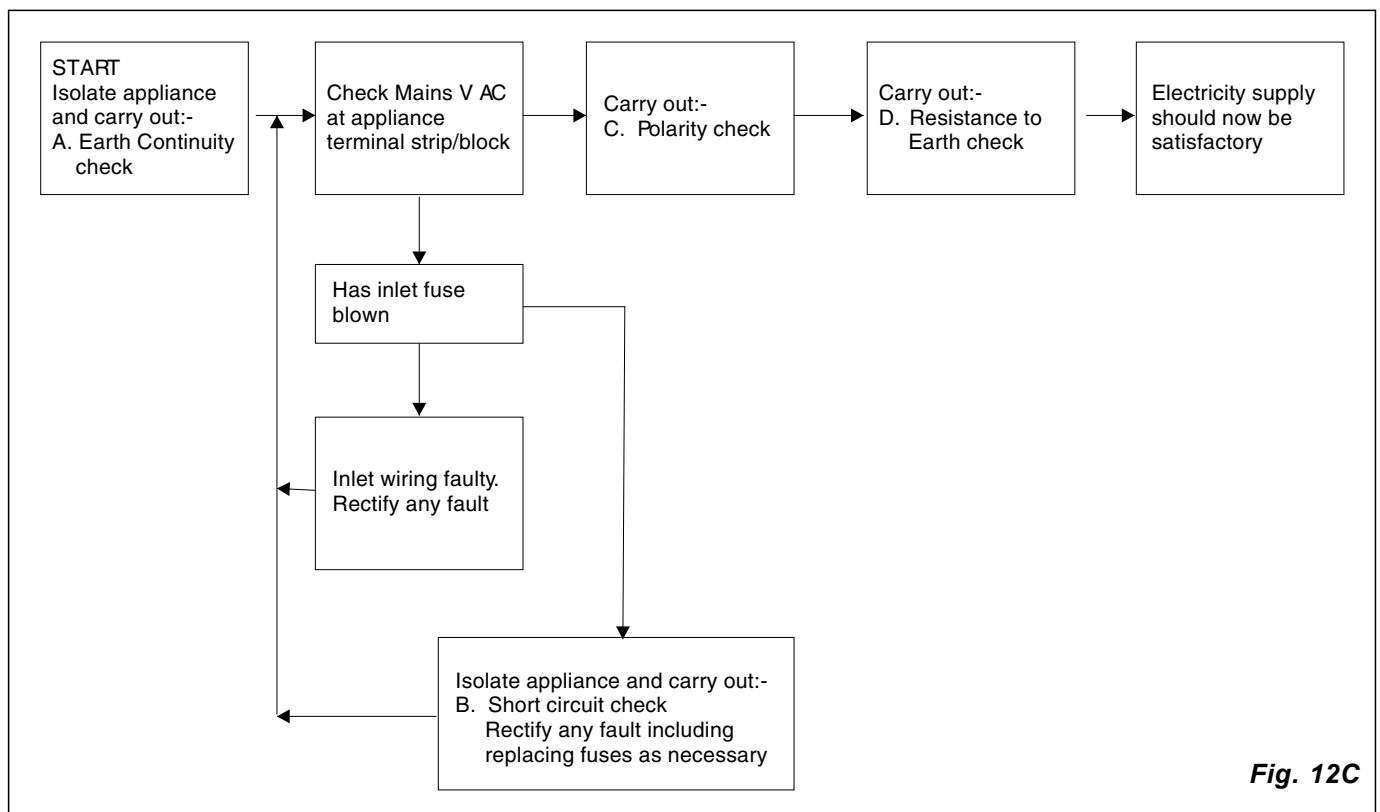 START
Isolate appliance
and carry out:-
A. Earth Continuity
check
Check Mains V AC
at appliance
terminal strip/block
Carry out:-
C. Polarity check
Carry out:-
D. Resistance to
Earth check
Electricity supply
should now be
satisfactory
Has inlet fuse
blown
Inlet wiring faulty.
Rectify any fault
Isolate appliance and carry out:-
B. Short circuit check
Rectify any fault including
replacing fuses as necessary
Fig. 12C